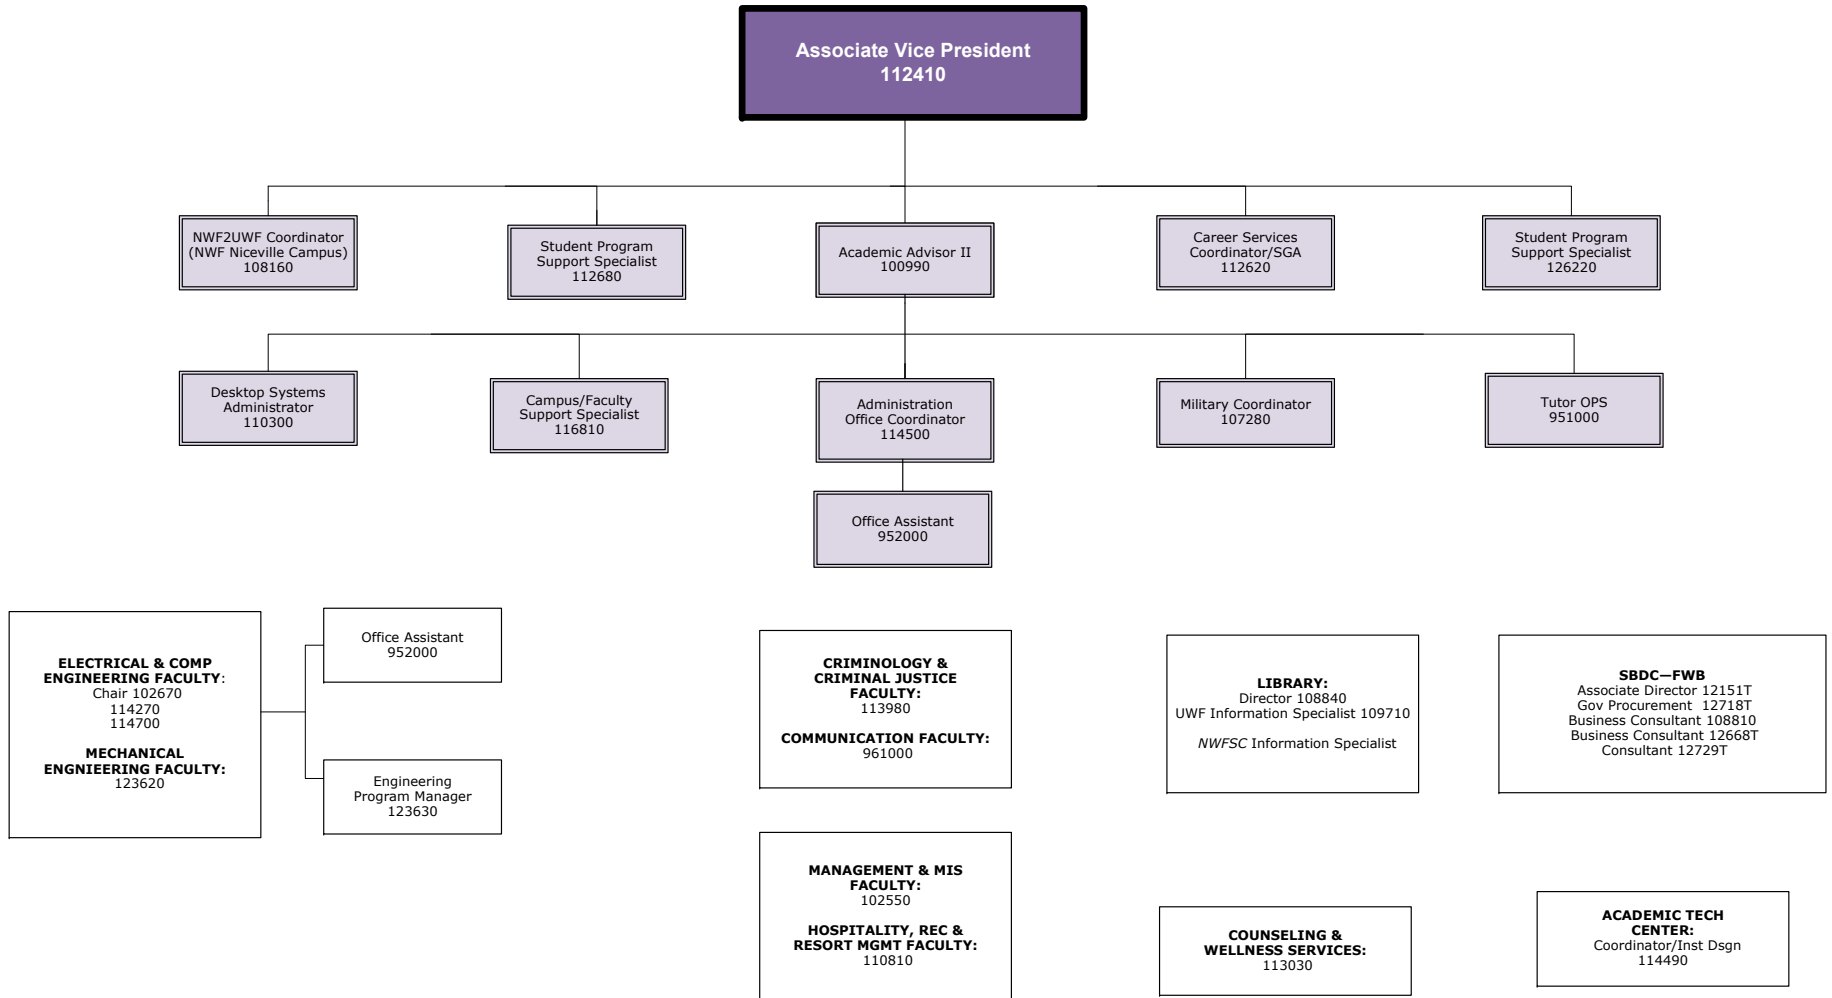 Associate Vice President
112410
NWF2UWF Coordinator
(NWF Niceville Campus)
108160
Student Program
Support Specialist
112680
Academic Advisor II
100990
Career Services
Coordinator/SGA
112620
Student Program
Support Specialist
126220
Desktop Systems
Administrator
110300
Campus/Faculty
Support Specialist
116810
Administration
Office Coordinator
114500
Military Coordinator
107280
Tutor OPS
951000
Office Assistant
952000
ELECTRICAL & COMP
ENGINEERING FACULTY:
Chair 102670
114270
114700
MECHANICAL
ENGNIEERING FACULTY:
123620
Office Assistant
952000
Engineering
Program Manager
123630
CRIMINOLOGY &
CRIMINAL JUSTICE
FACULTY:
113980
COMMUNICATION FACULTY:
961000
LIBRARY:
Director 108840
UWF Information Specialist 109710
NWFSC Information Specialist
SBDC—FWB
Associate Director 12151T
Gov Procurement 12718T
Business Consultant 108810
Business Consultant 12668T
Consultant 12729T
MANAGEMENT & MIS
FACULTY:
102550
HOSPITALITY, REC &
RESORT MGMT FACULTY:
110810
COUNSELING &
WELLNESS SERVICES:
113030
ACADEMIC TECH
CENTER:
Coordinator/Inst Dsgn
114490